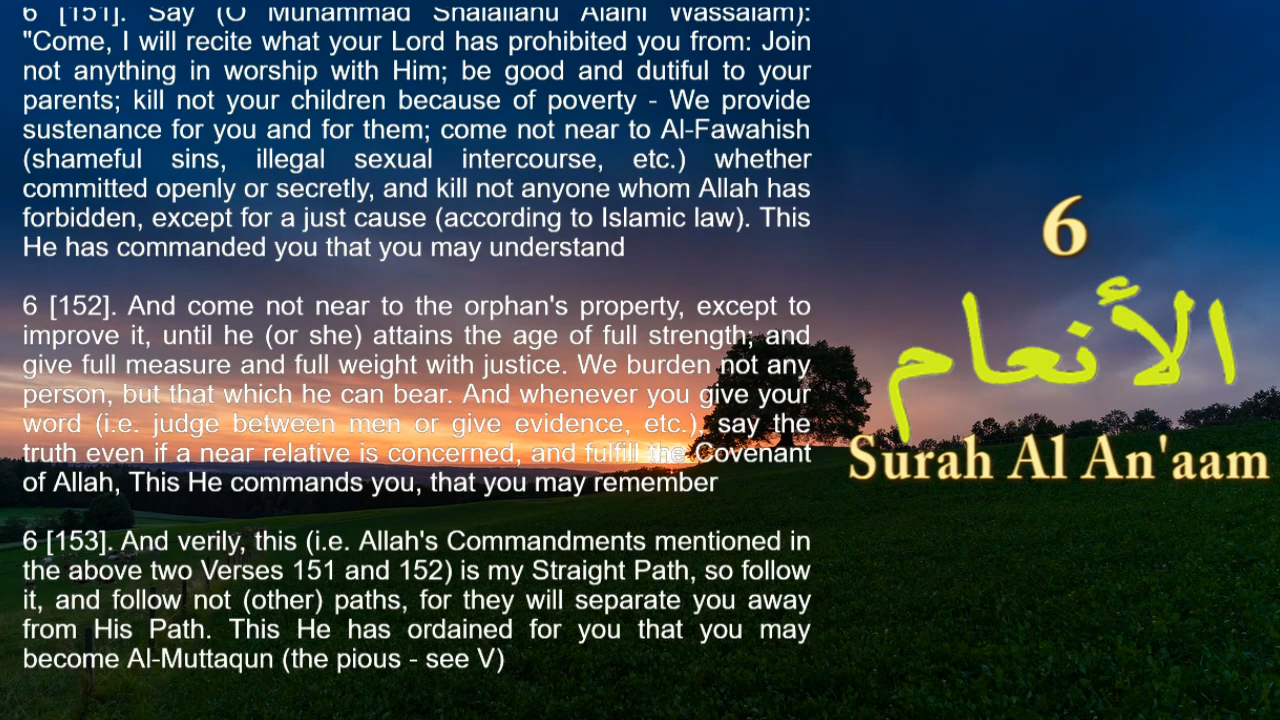 6 [151]. Say (O Muhammad Shalallahu 'Alaihi Wassalam):
"Come, I will recite what your Lord has prohibited you from: Join
not anything in worship with Him; be good and dutiful to your
parents; kill not your children because of poverty - We provide
sustenance for you and for them; come not near to Al-Fawahish
(shameful sins, illegal sexual intercourse, etc.) whether
committed openly or secretly, and kill not anyone whom Allah has
forbidden, except for a just cause (according to Islamic law). This
He has commanded you that you may understand
6 [152]. And come not near to the orphan's property, except to
improve it, until he (or she) attains the age of full strength; and
give full measure and full weight with justice. We burden not any
person, but that which he can bear. And whenever you give your
word (i.e. judge between men or give evidence, etc.), say the
truth even if a near relative is concerned, and fulfill the Covenant
of Allah, This He commands you, that you may remember
6 [153]. And verily, this (i.e. Allah's Commandments mentioned in
the above two Verses 151 and 152) is my Straight Path, so follow
it, and follow not (other) paths, for they will separate you away
from His Path. This He has ordained for you that you may
become Al-Muttaqun (the pious - see V)
6
الأنعام
Surah Al An'aam